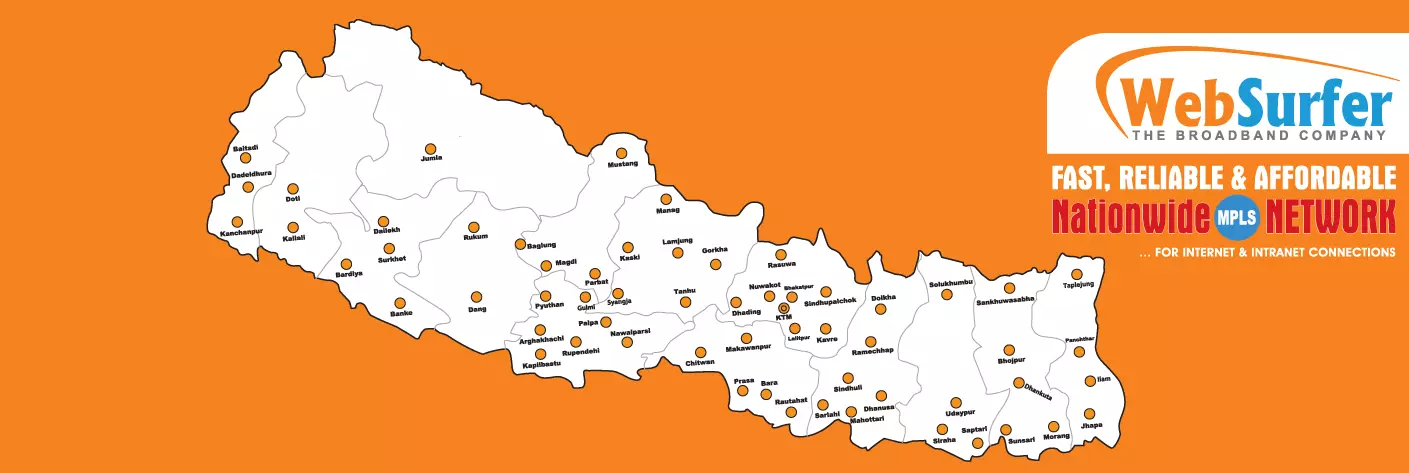 WebSurfer
THE BROADBAND COMPANY
FAST, RELIABLE & AFFORDABLE
Nationwide MPLS NETWORK
... FOR INTERNET & INTRANET CONNECTIONS
Baitadi
Dadeldhura
Doti
Kanchanpur
Kailali
Jumla
Mustang
Dailekh
Surkhet
Bardiya
Banke
Rukum
Dang
Baglung
Magdi
Parbat
Pyuthan
Gulmi
Syangja
Palpa
Nawalparsi
Arghakhachi
Rupendehi
Kepilbastu
Manag
Kaski
Lamjung
Gorkha
Tanhu
Rasuwa
Nuwakot
Bhakatpur
Dhading
KTM
Sindhupalchok
Lalitpur
Kavre
Makawanpur
Chitwan
Prasa
Bara
Rautahat
Dolkha
Ramechhap
Sindhuli
Sarlahi
Mahottari
Dhanusa
Solukhumbu
Sankhuwasabha
Taplejung
Panchthar
Bhojpur
Dhankuta
Ilam
Udaypur
Siraha
Saptari
Sunsari
Morang
Jhapa